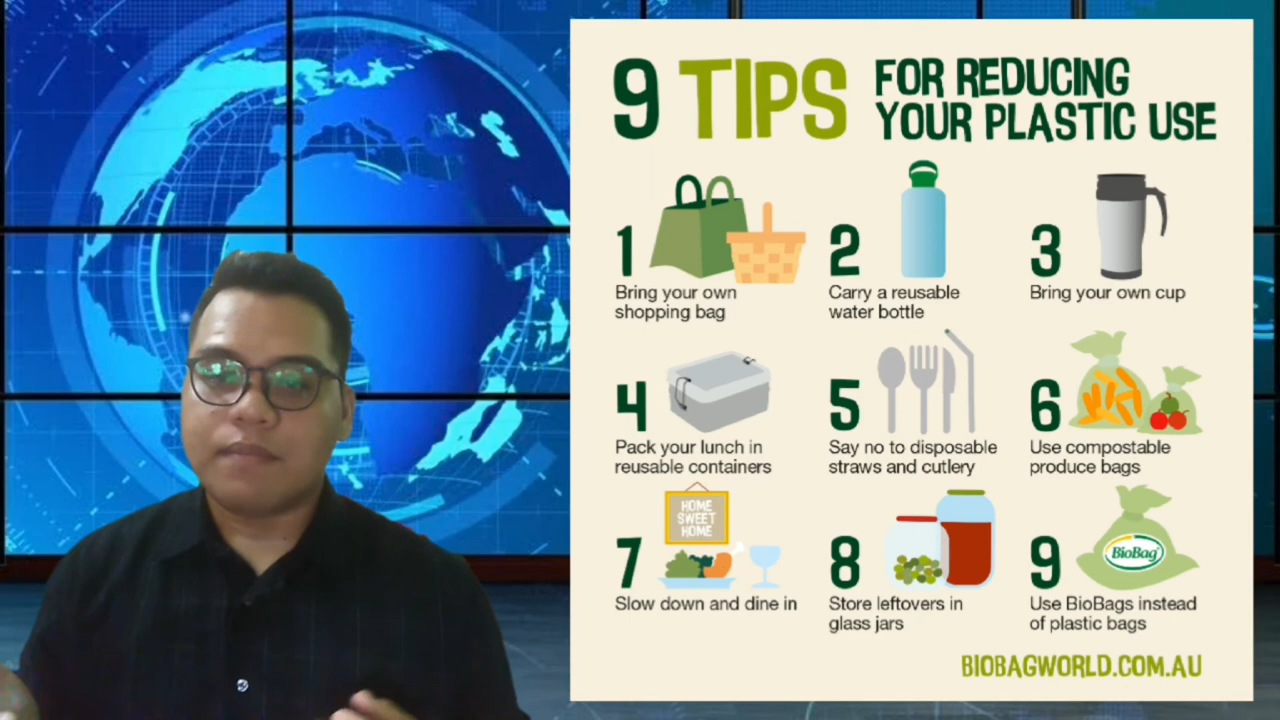 9 TIPS FOR REDUCING
YOUR PLASTIC USE
1
Bring your own
shopping bag
2
Carry a reusable
water bottle
3
Bring your own cup
4
Pack your lunch in
reusable containers
5
Say no to disposable
straws and cutlery
6
Use compostable
produce bags
HOME
SWEET
HOME
7
Slow down and dine in
8
Store leftovers in
glass jars
BioBag
9
Use BioBags instead
of plastic bags
BIOBAGWORLD.COM.AU